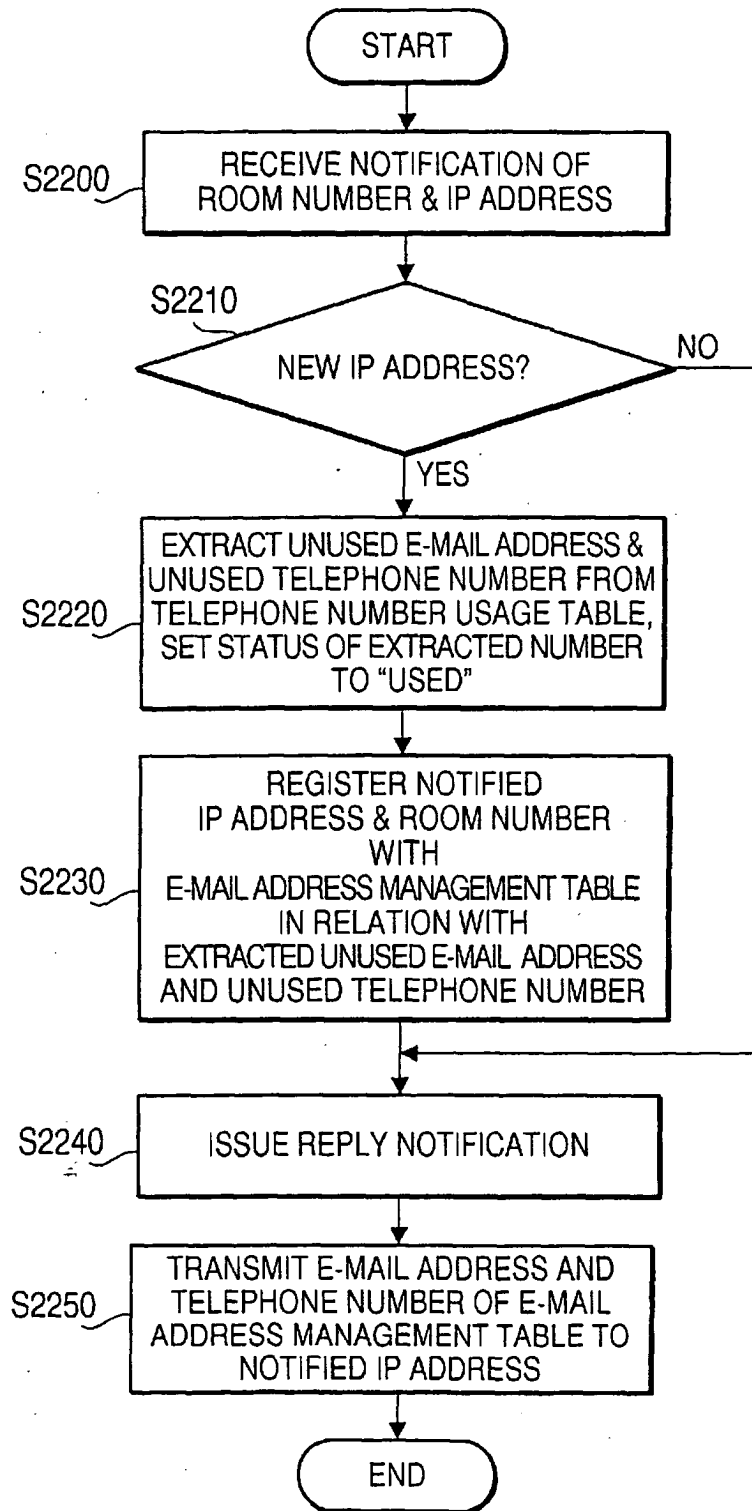 START
S2200
RECEIVE NOTIFICATION OF
ROOM NUMBER & IP ADDRESS
S2210
NEW IP ADDRESS?
NO
YES
S2220
EXTRACT UNUSED E-MAIL ADDRESS &
UNUSED TELEPHONE NUMBER FROM
TELEPHONE NUMBER USAGE TABLE,
SET STATUS OF EXTRACTED NUMBER
TO “USED”
S2230
REGISTER NOTIFIED
IP ADDRESS & ROOM NUMBER
WITH
E-MAIL ADDRESS MANAGEMENT TABLE
IN RELATION WITH
EXTRACTED UNUSED E-MAIL ADDRESS
AND UNUSED TELEPHONE NUMBER
S2240
ISSUE REPLY NOTIFICATION
S2250
TRANSMIT E-MAIL ADDRESS AND
TELEPHONE NUMBER OF E-MAIL
ADDRESS MANAGEMENT TABLE TO
NOTIFIED IP ADDRESS
END